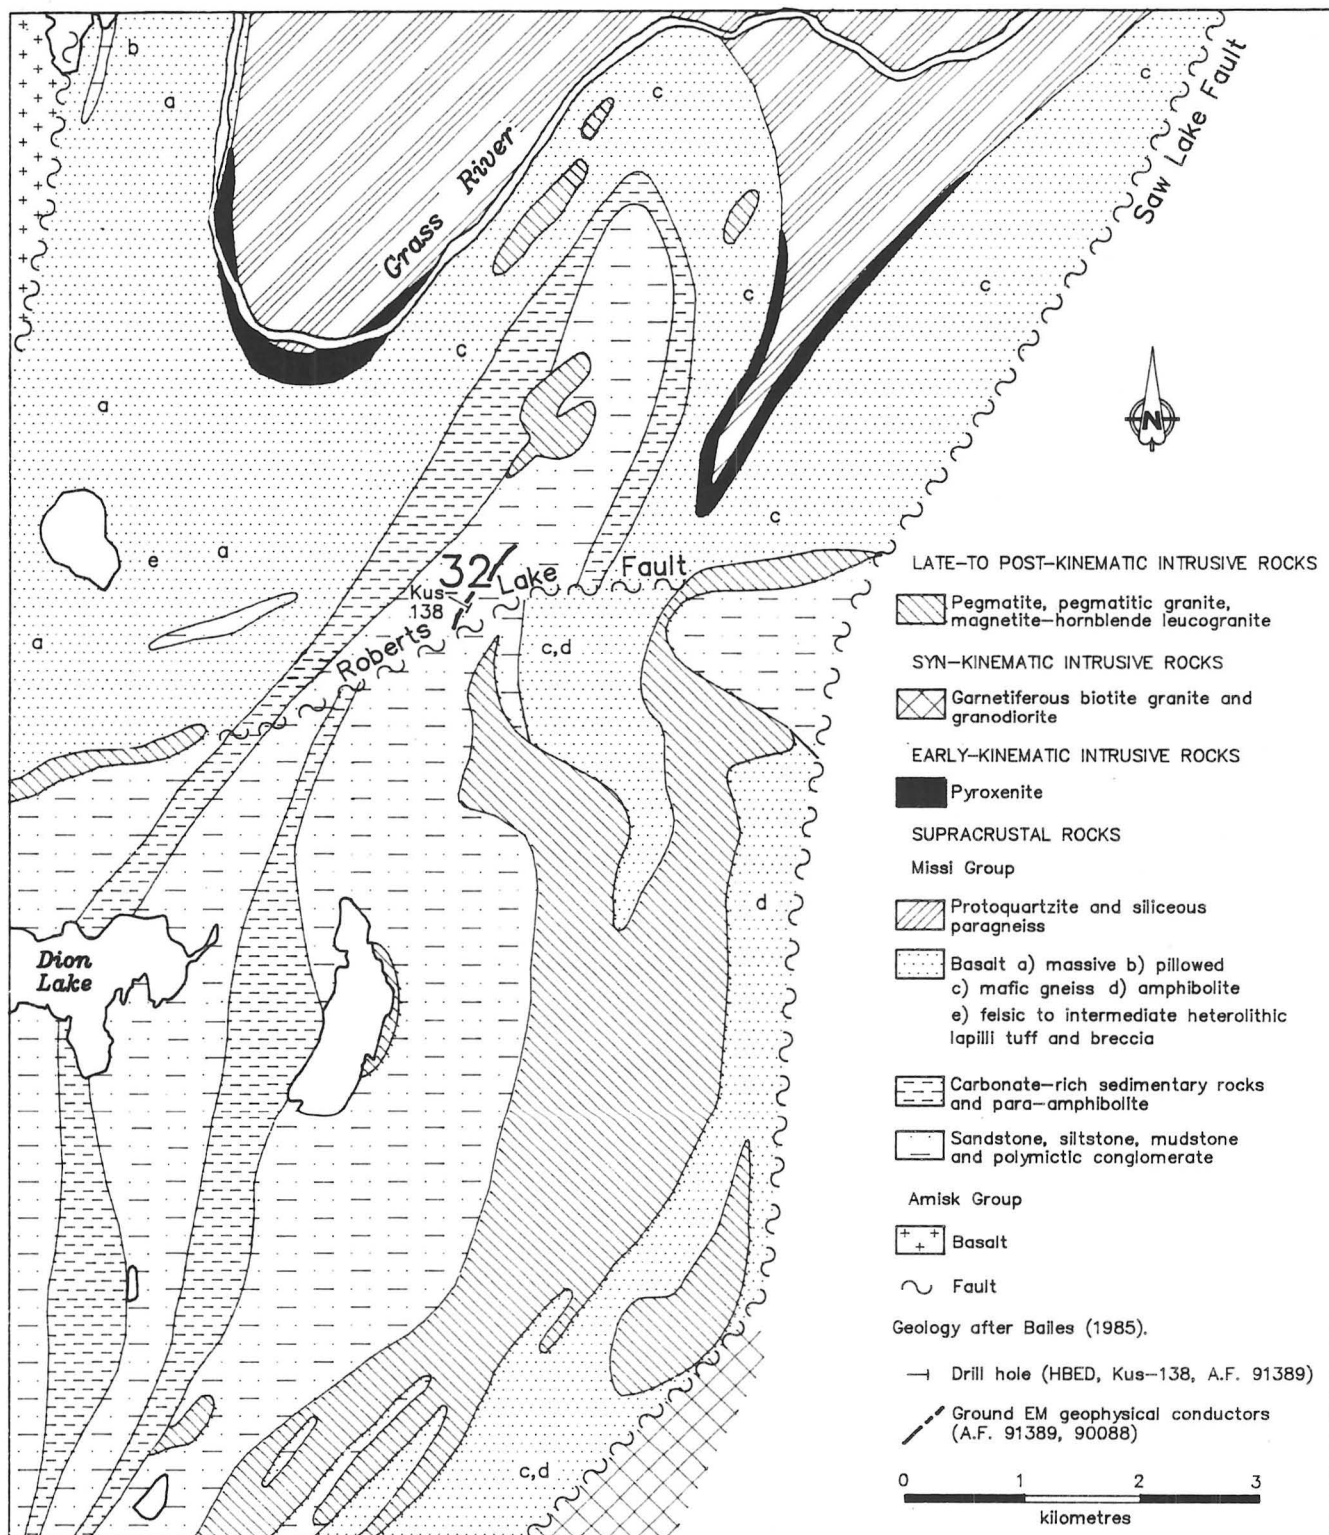 b
a
c
c
Saw Lake Fault
Grass River
c
c
c
a
c
e
a
32
Kus-
138
Roberts Lake Fault
a
c,d
N
d
Dion
Lake
c,d
LATE-TO POST-KINEMATIC INTRUSIVE ROCKS
Pegmatite, pegmatitic granite,
magnetite-hornblende leucogranite
SYN-KINEMATIC INTRUSIVE ROCKS
Garnetiferous biotite granite and
granodiorite
EARLY-KINEMATIC INTRUSIVE ROCKS
Pyroxenite
SUPRACRUSTAL ROCKS
Missi Group
Protoquartzite and siliceous
paragneiss
Basalt a) massive b) pillowed
c) mafic gneiss d) amphibolite
e) felsic to intermediate heterolithic
lapilli tuff and breccia
Carbonate-rich sedimentary rocks
and para-amphibolite
Sandstone, siltstone, mudstone
and polymictic conglomerate
Amisk Group
Basalt
Fault
Geology after Bailes (1985).
Drill hole (HBED, Kus-138, A.F. 91389)
Ground EM geophysical conductors
(A.F. 91389, 90088)
0 1 2 3
kilometres